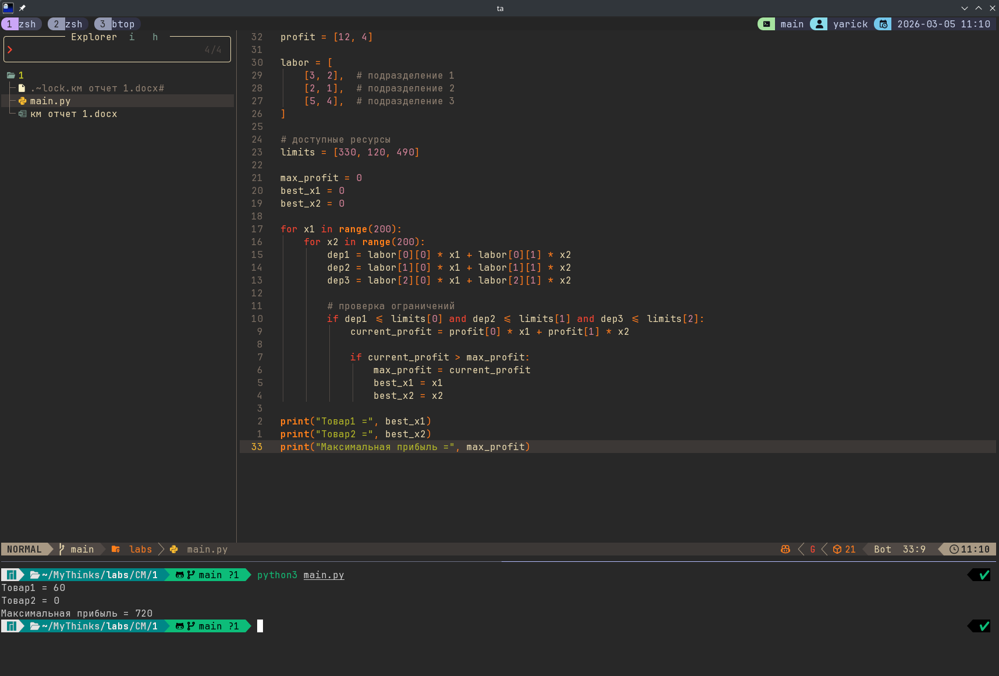 ta
1 zsh 2 zsh 3 btop main yarick 2026-03-05 11:10
Explorer i h
4/4
1
.~lock.км отчет 1.docx#
main.py
км отчет 1.docx
32 profit = [12, 4]
31
30 labor = [
29 [3, 2], # подразделение 1
28 [2, 1], # подразделение 2
27 [5, 4], # подразделение 3
26 ]
25
24 # доступные ресурсы
23 limits = [330, 120, 490]
22
21 max_profit = 0
20 best_x1 = 0
19 best_x2 = 0
18
17 for x1 in range(200):
16 for x2 in range(200):
15 dep1 = labor[0][0] * x1 + labor[0][1] * x2
14 dep2 = labor[1][0] * x1 + labor[1][1] * x2
13 dep3 = labor[2][0] * x1 + labor[2][1] * x2
12
11 # проверка ограничений
10 if dep1 <= limits[0] and dep2 <= limits[1] and dep3 <= limits[2]:
9 current_profit = profit[0] * x1 + profit[1] * x2
8
7 if current_profit > max_profit:
6 max_profit = current_profit
5 best_x1 = x1
4 best_x2 = x2
3
2 print("Товар1 =", best_x1)
1 print("Товар2 =", best_x2)
33 print("Максимальная прибыль =", max_profit)
NORMAL main labs main.py G 21 Bot 33:9 11:10
~/MyThinks/labs/CM/1 main ?1 python3 main.py
Товар1 = 60
Товар2 = 0
Максимальная прибыль = 720
~/MyThinks/labs/CM/1 main ?1